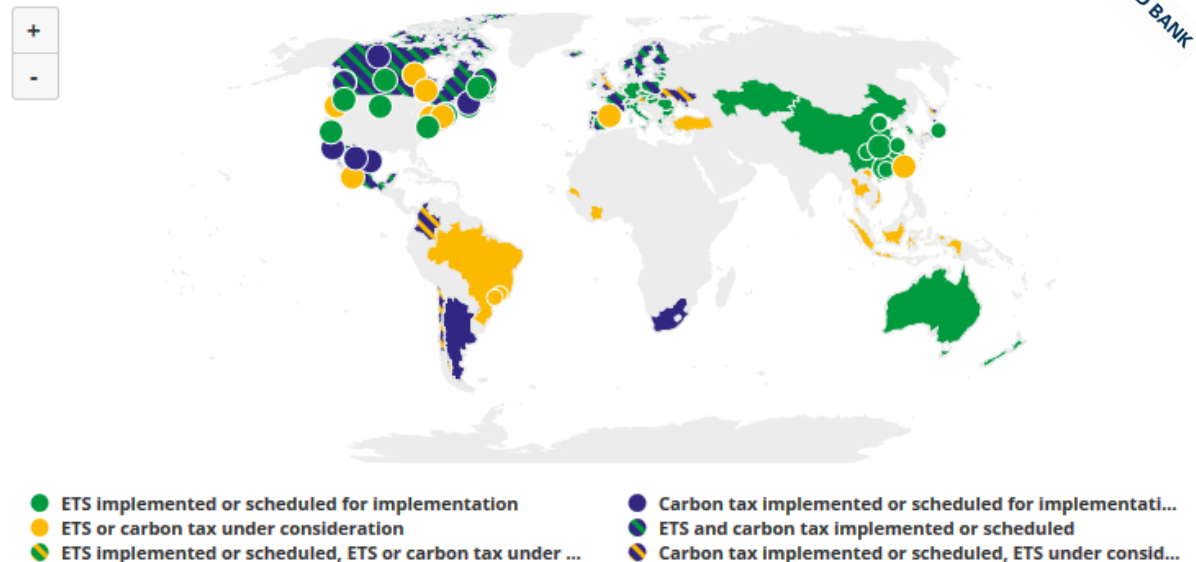 +
-
BANK
ETS implemented or scheduled for implementation
Carbon tax implemented or scheduled for implementati...
ETS or carbon tax under consideration
ETS and carbon tax implemented or scheduled
ETS implemented or scheduled, ETS or carbon tax under ...
Carbon tax implemented or scheduled, ETS under consid...